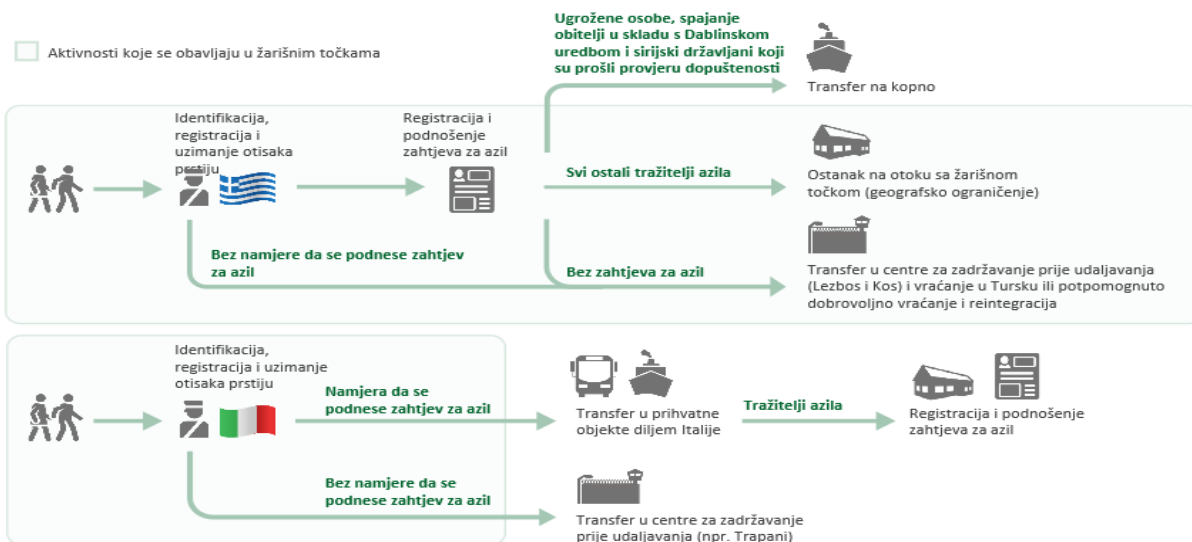 Aktivnosti koje se obavljaju u žarišnim točkama
Ugrožene osobe, spajanje
obitelji u skladu s Dablinskom
uredbom i sirijski državljani koji
su prošli provjeru dopuštenosti
Transfer na kopno
Identifikacija,
registracija i
uzimanje otisaka
prstiju
Registracija i
podnošenje
zahtjeva za azil
Svi ostali tražitelji azila
Ostanak na otoku sa žarišnom
točkom (geografsko ograničenje)
Bez namjere da se podnese zahtjev
za azil
Bez zahtjeva za azil
Transfer u centre za zadržavanje prije udaljavanja
(Lezbos i Kos) i vraćanje u Tursku ili potpomognuto
dobrovoljno vraćanje i reintegracija
Identifikacija,
registracija i uzimanje
otisaka prstiju
Namjera da se
podnese zahtjev za azil
Transfer u prihvatne
objekte diljem Italije
Tražitelji azila
Registracija i podnošenje
zahtjeva za azil
Bez namjere da se
podnese zahtjev za azil
Transfer u centre za zadržavanje
prije udaljavanja (npr. Trapani)